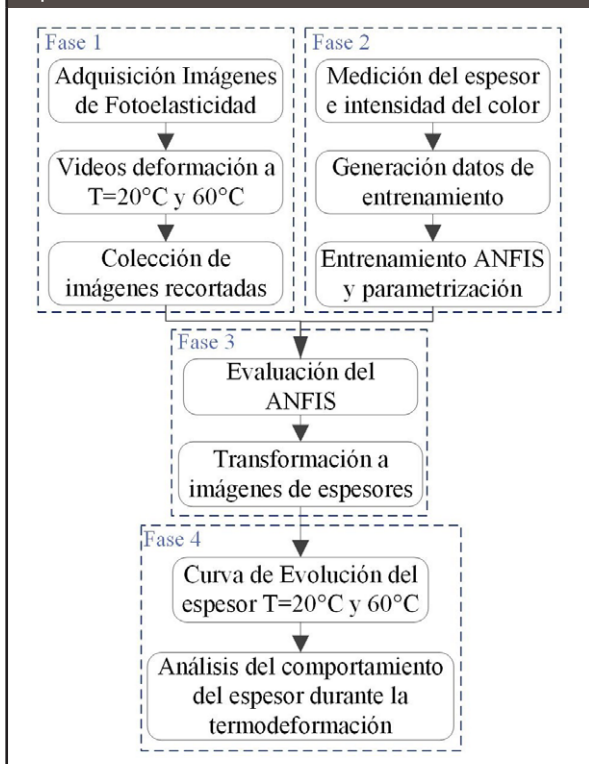 Fase 1
Adquisición Imágenes
de Fotoelasticidad
Videos deformación a
T=20°C y 60°C
Colección de
imágenes recortadas
Fase 2
Medición del espesor
e intensidad del color
Generación datos de
entrenamiento
Entrenamiento ANFIS
y parametrización
Fase 3
Evaluación del
ANFIS
Transformación a
imágenes de espesores
Fase 4
Curva de Evolución del
espesor T=20°C y 60°C
Análisis del comportamiento
del espesor durante la
termodeformación